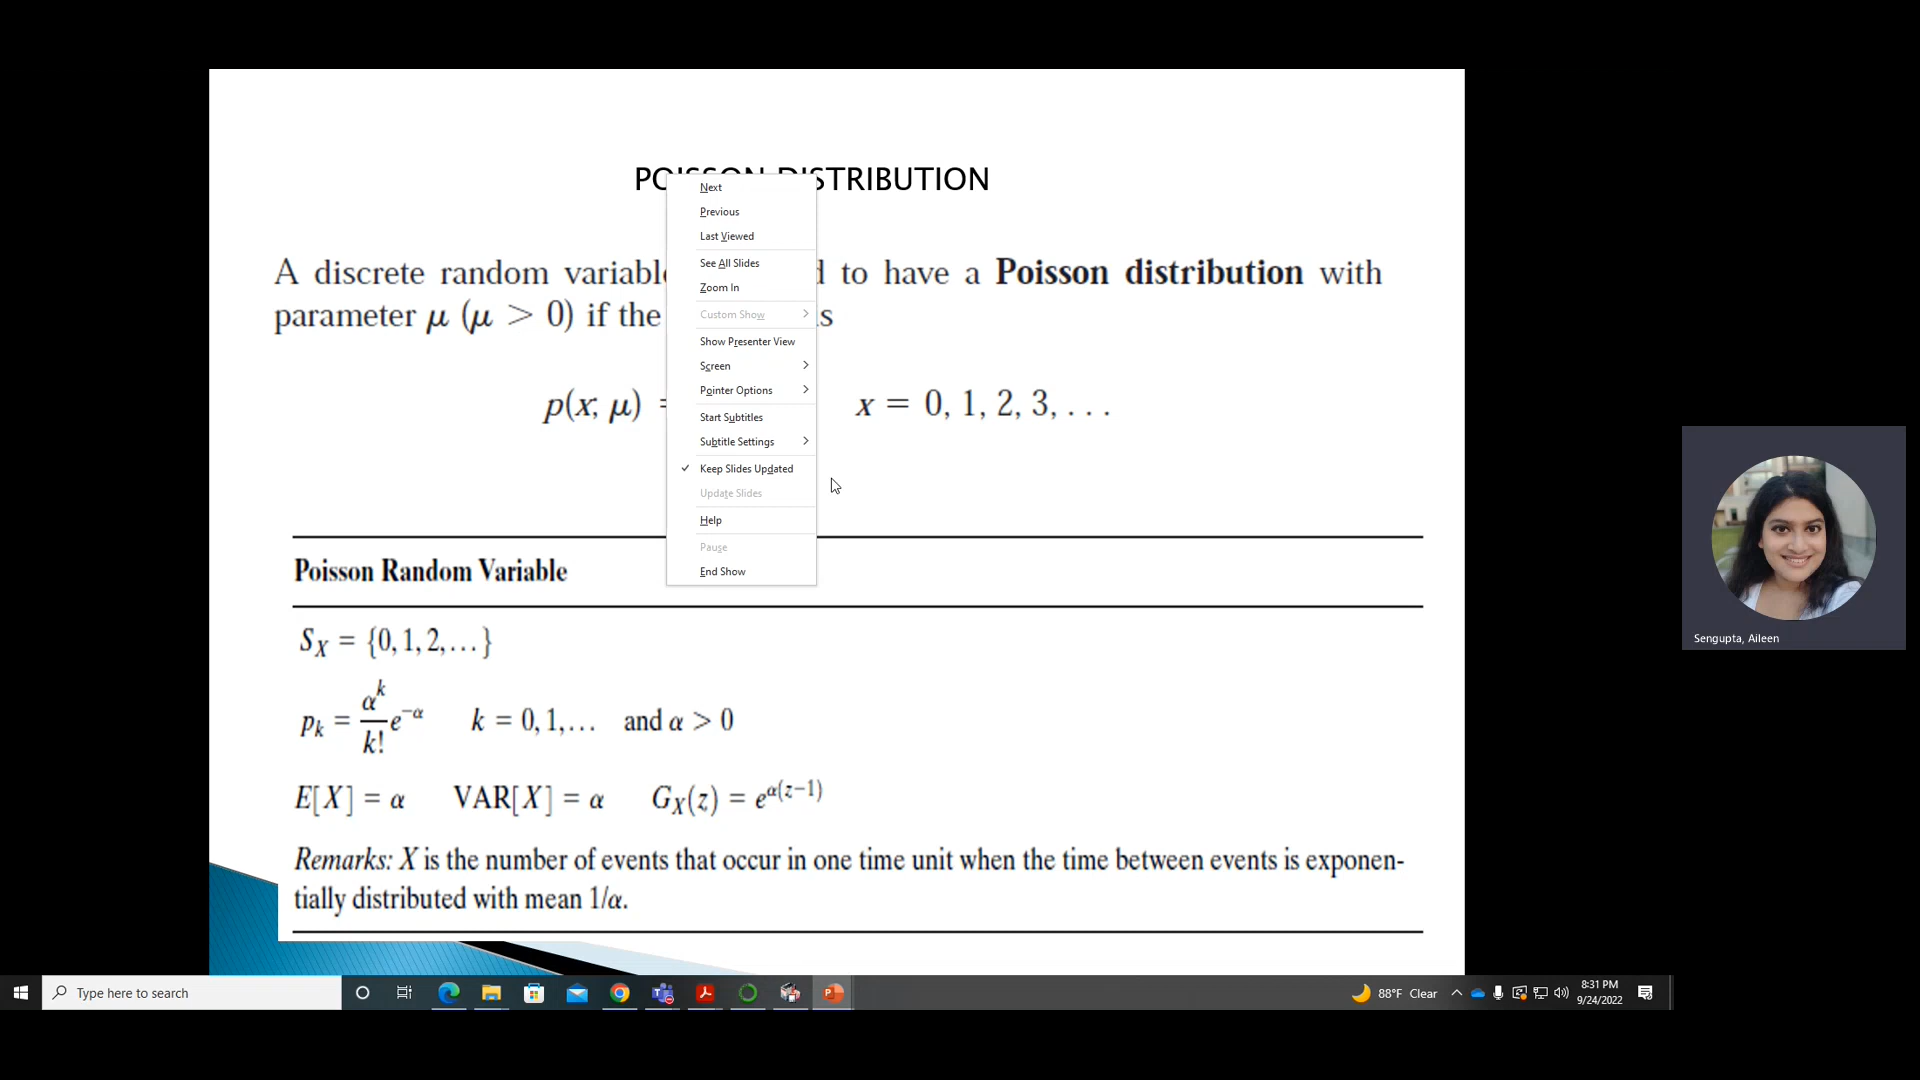 POISSON DISTRIBUTION
A discrete random variable d to have a Poisson distribution with
parameter μ (μ > 0) if the s
p(x; μ) = x = 0, 1, 2, 3, . . .
Next
Previous
Last Viewed
See All Slides
Zoom In
Custom Show
Show Presenter View
Screen
Pointer Options
Start Subtitles
Subtitle Settings
Keep Slides Updated
Update Slides
Help
Pause
End Show
Poisson Random Variable
S_X = {0, 1, 2, ...}
p_k = α^k/k! e^−α k = 0, 1, ... and α > 0
E[X] = α VAR[X] = α G_X(z) = e^α(z−1)
Remarks: X is the number of events that occur in one time unit when the time between events is exponen-
tially distributed with mean 1/α.
Sengupta, Aileen
Type here to search
88°F Clear
8:31 PM
9/24/2022